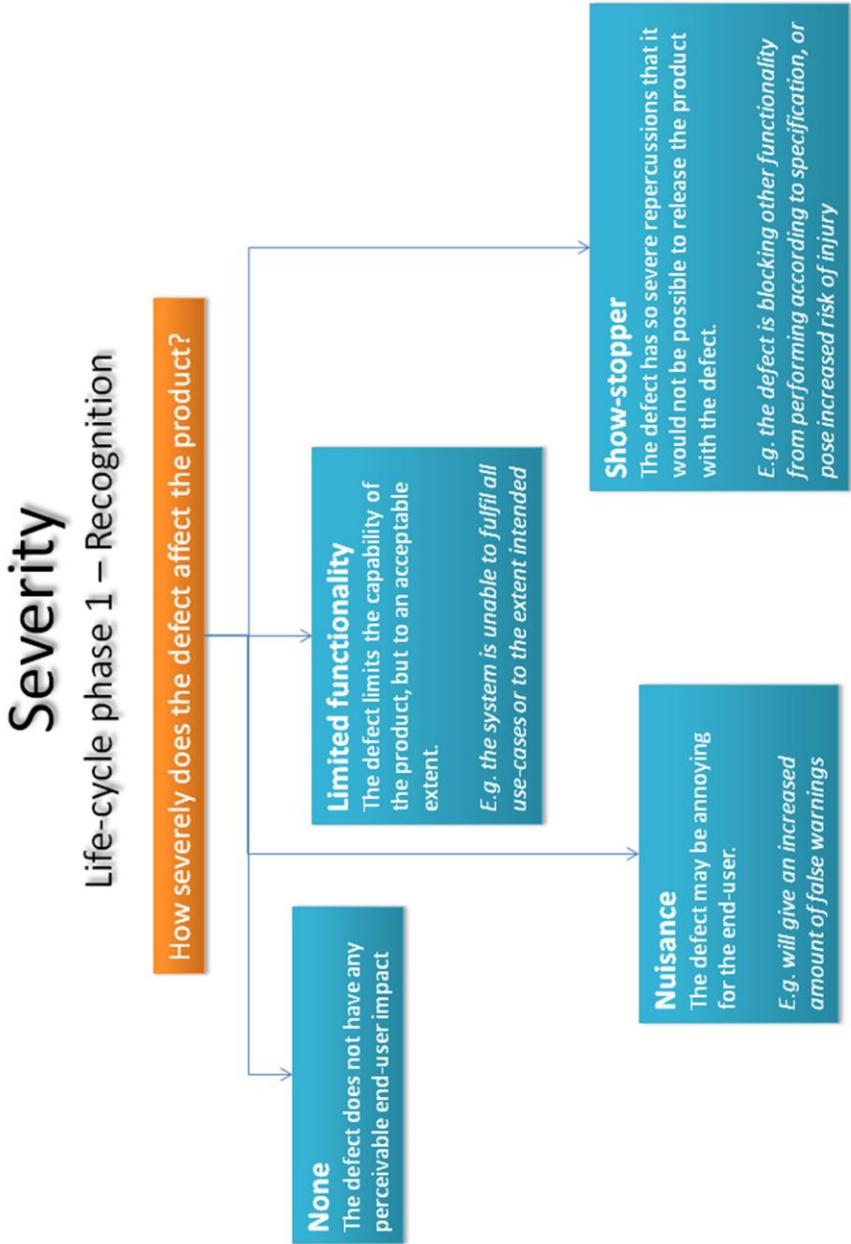 Severity
Life-cycle phase 1 – Recognition
How severely does the defect affect the product?
None
The defect does not have any
perceivable end-user impact
Nuisance
The defect may be annoying
for the end-user.
E.g. will give an increased
amount of false warnings
Limited functionality
The defect limits the capability of
the product, but to an acceptable
extent.
E.g. the system is unable to fulfil all
use-cases or to the extent intended
Show-stopper
The defect has so severe repercussions that it
would not be possible to release the product
with the defect.
E.g. the defect is blocking other functionality
from performing according to specification, or
pose increased risk of injury